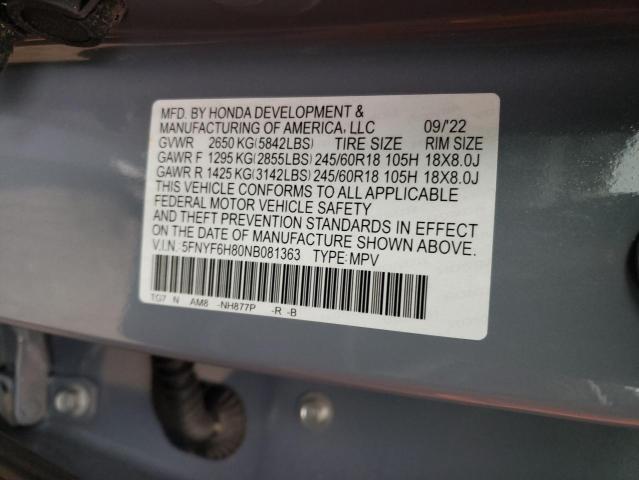 MFD. BY HONDA DEVELOPMENT &
MANUFACTURING OF AMERICA, LLC 09/'22
GVWR 2650 KG(5842LBS) TIRE SIZE RIM SIZE
GAWR F 1295 KG(2855LBS) 245/60R18 105H 18X8.0J
GAWR R 1425 KG(3142LBS) 245/60R18 105H 18X8.0J
THIS VEHICLE CONFORMS TO ALL APPLICABLE
FEDERAL MOTOR VEHICLE SAFETY
AND THEFT PREVENTION STANDARDS IN EFFECT
ON THE DATE OF MANUFACTURE SHOWN ABOVE.
V.I.N.: 5FNYF6H80NB081363 TYPE: MPV
TG7 N AM8 -NH877P -R -B